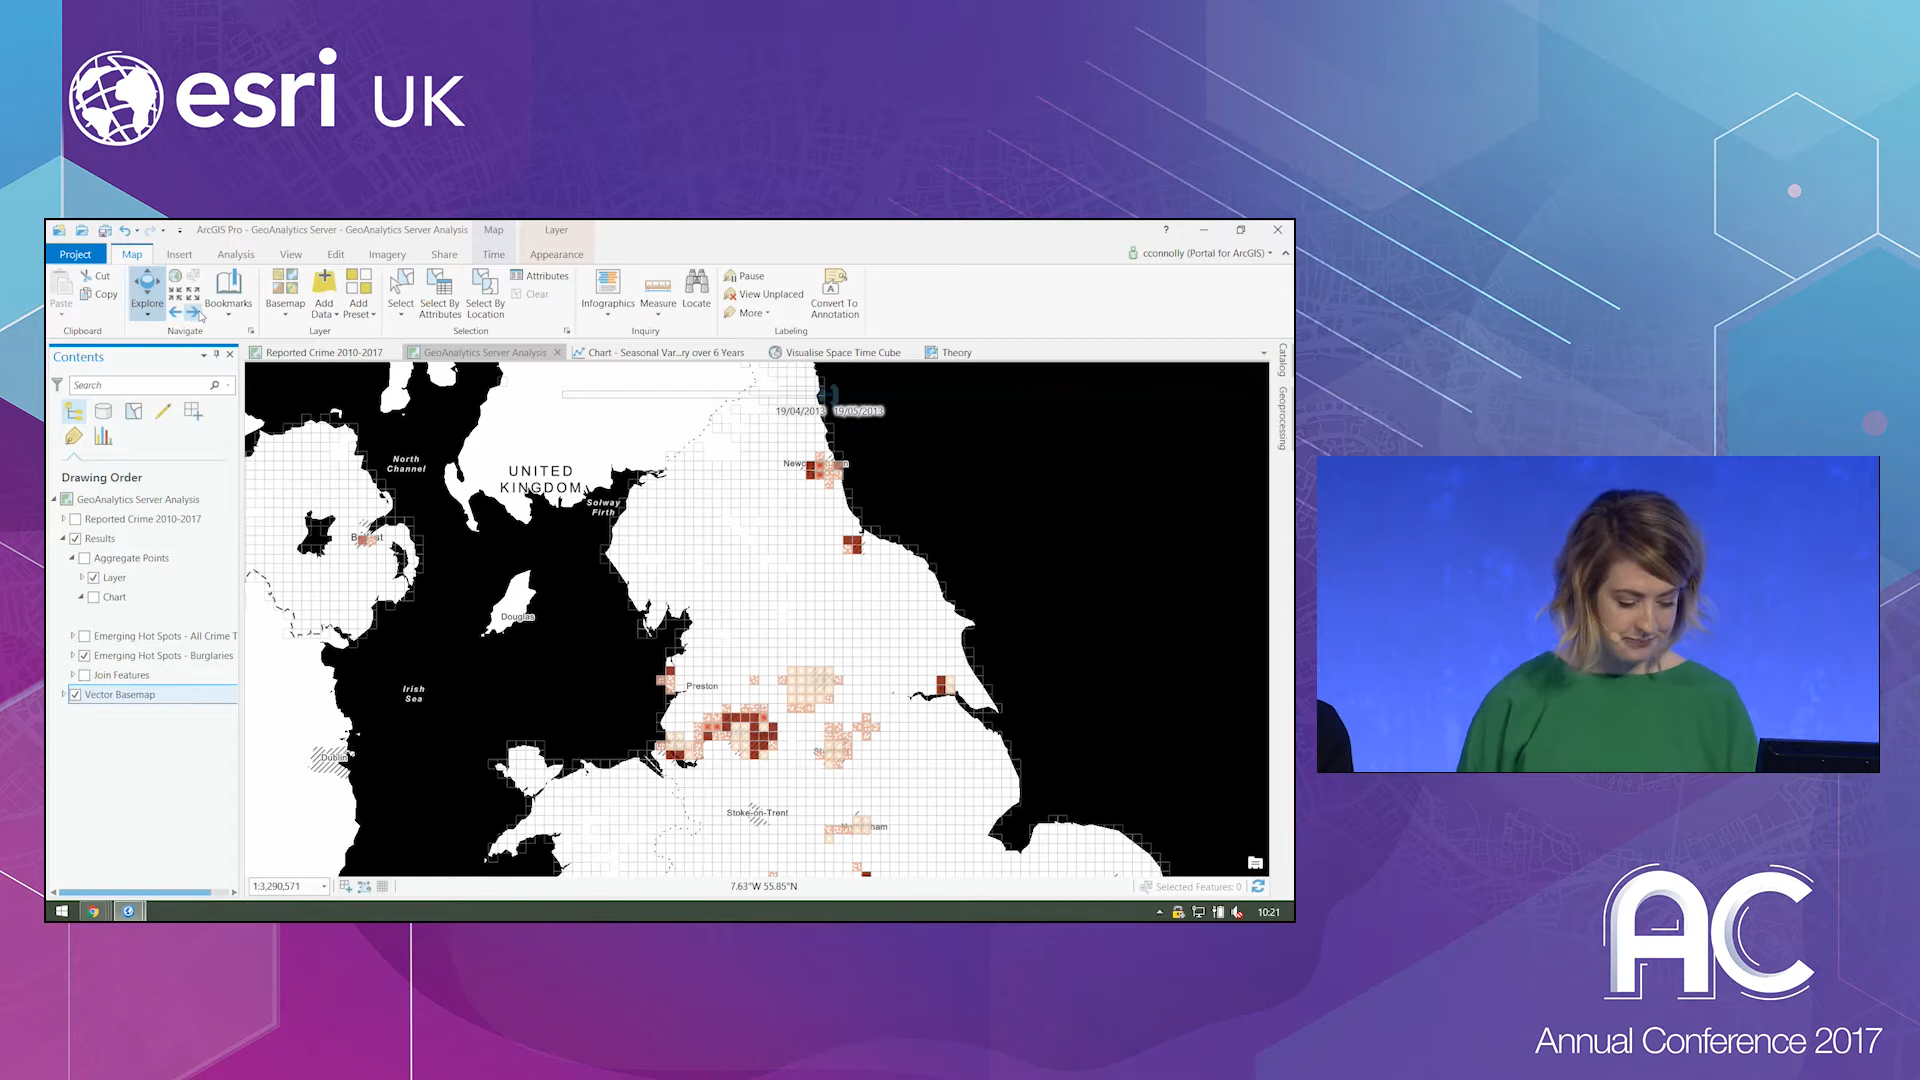 esri UK
ArcGIS Pro - GeoAnalytics Server - GeoAnalytics Server Analysis
Map
Layer
?
Project
Map
Insert
Analysis
View
Edit
Imagery
Share
Time
Appearance
cconnolly (Portal for ArcGIS)
Paste
Cut
Copy
Clipboard
Explore
Bookmarks
Navigate
Basemap
Add Data
Add Preset
Layer
Select
Select By Attributes
Select By Location
Attributes
Clear
Selection
Infographics
Measure
Locate
Inquiry
Pause
View Unplaced
More
Convert To Annotation
Labeling
Contents
Search
Reported Crime 2010-2017
GeoAnalytics Server Analysis
Chart - Seasonal Var...ry over 6 Years
Visualise Space Time Cube
Theory
Catalog
Geoprocessing
Drawing Order
GeoAnalytics Server Analysis
Reported Crime 2010-2017
Results
Aggregate Points
Layer
Chart
Emerging Hot Spots - All Crime T
Emerging Hot Spots - Burglaries
Join Features
Vector Basemap
19/04/2013
19/05/2013
North Channel
UNITED KINGDOM
Solway Firth
Douglas
Irish Sea
Preston
Dublin
Stoke-on-Trent
1:3,290,571
7.63°W 55.85°N
Selected Features: 0
10:21
AC
Annual Conference 2017